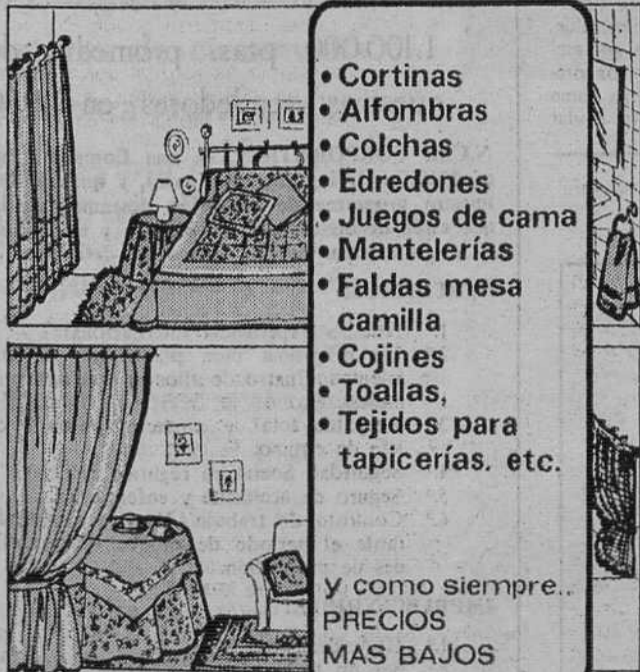 • Cortinas
• Alfombras
• Colchas
• Edredones
• Juegos de cama
• Mantelerías
• Faldas mesa
camilla
• Cojines
• Toallas,
• Tejidos para
tapicerías. etc.
y como siempre..
PRECIOS
MAS BAJOS